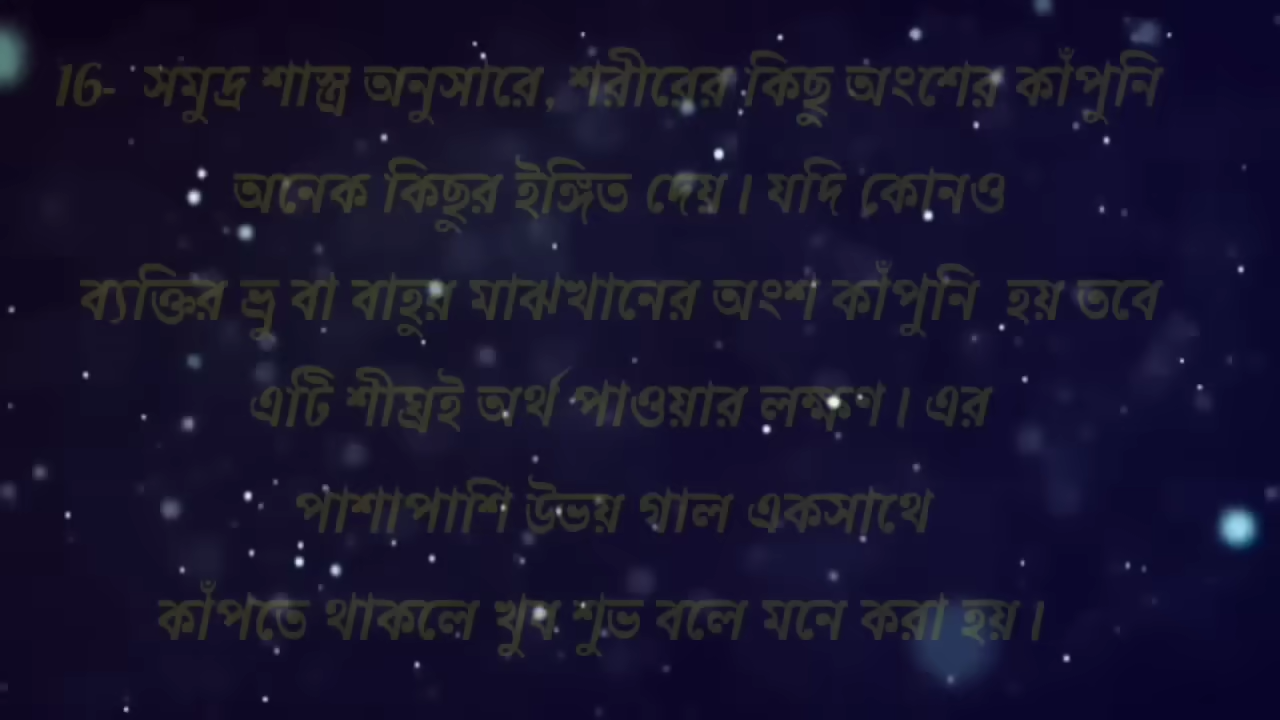 16- সমুদ্র শাস্ত্র অনুসারে, শরীরের কিছু অংশের কাঁপুনি
অনেক কিছুর ইঙ্গিত দেয়। যদি কোনও
ব্যক্তির ভ্রু বা বাহুর মাঝখানের অংশ কাঁপুনি হয় তবে
এটি শীঘ্রই অর্থ পাওয়ার লক্ষণ। এর
পাশাপাশি উভয় গাল একসাথে
কাঁপতে থাকলে খুব শুভ বলে মনে করা হয়।